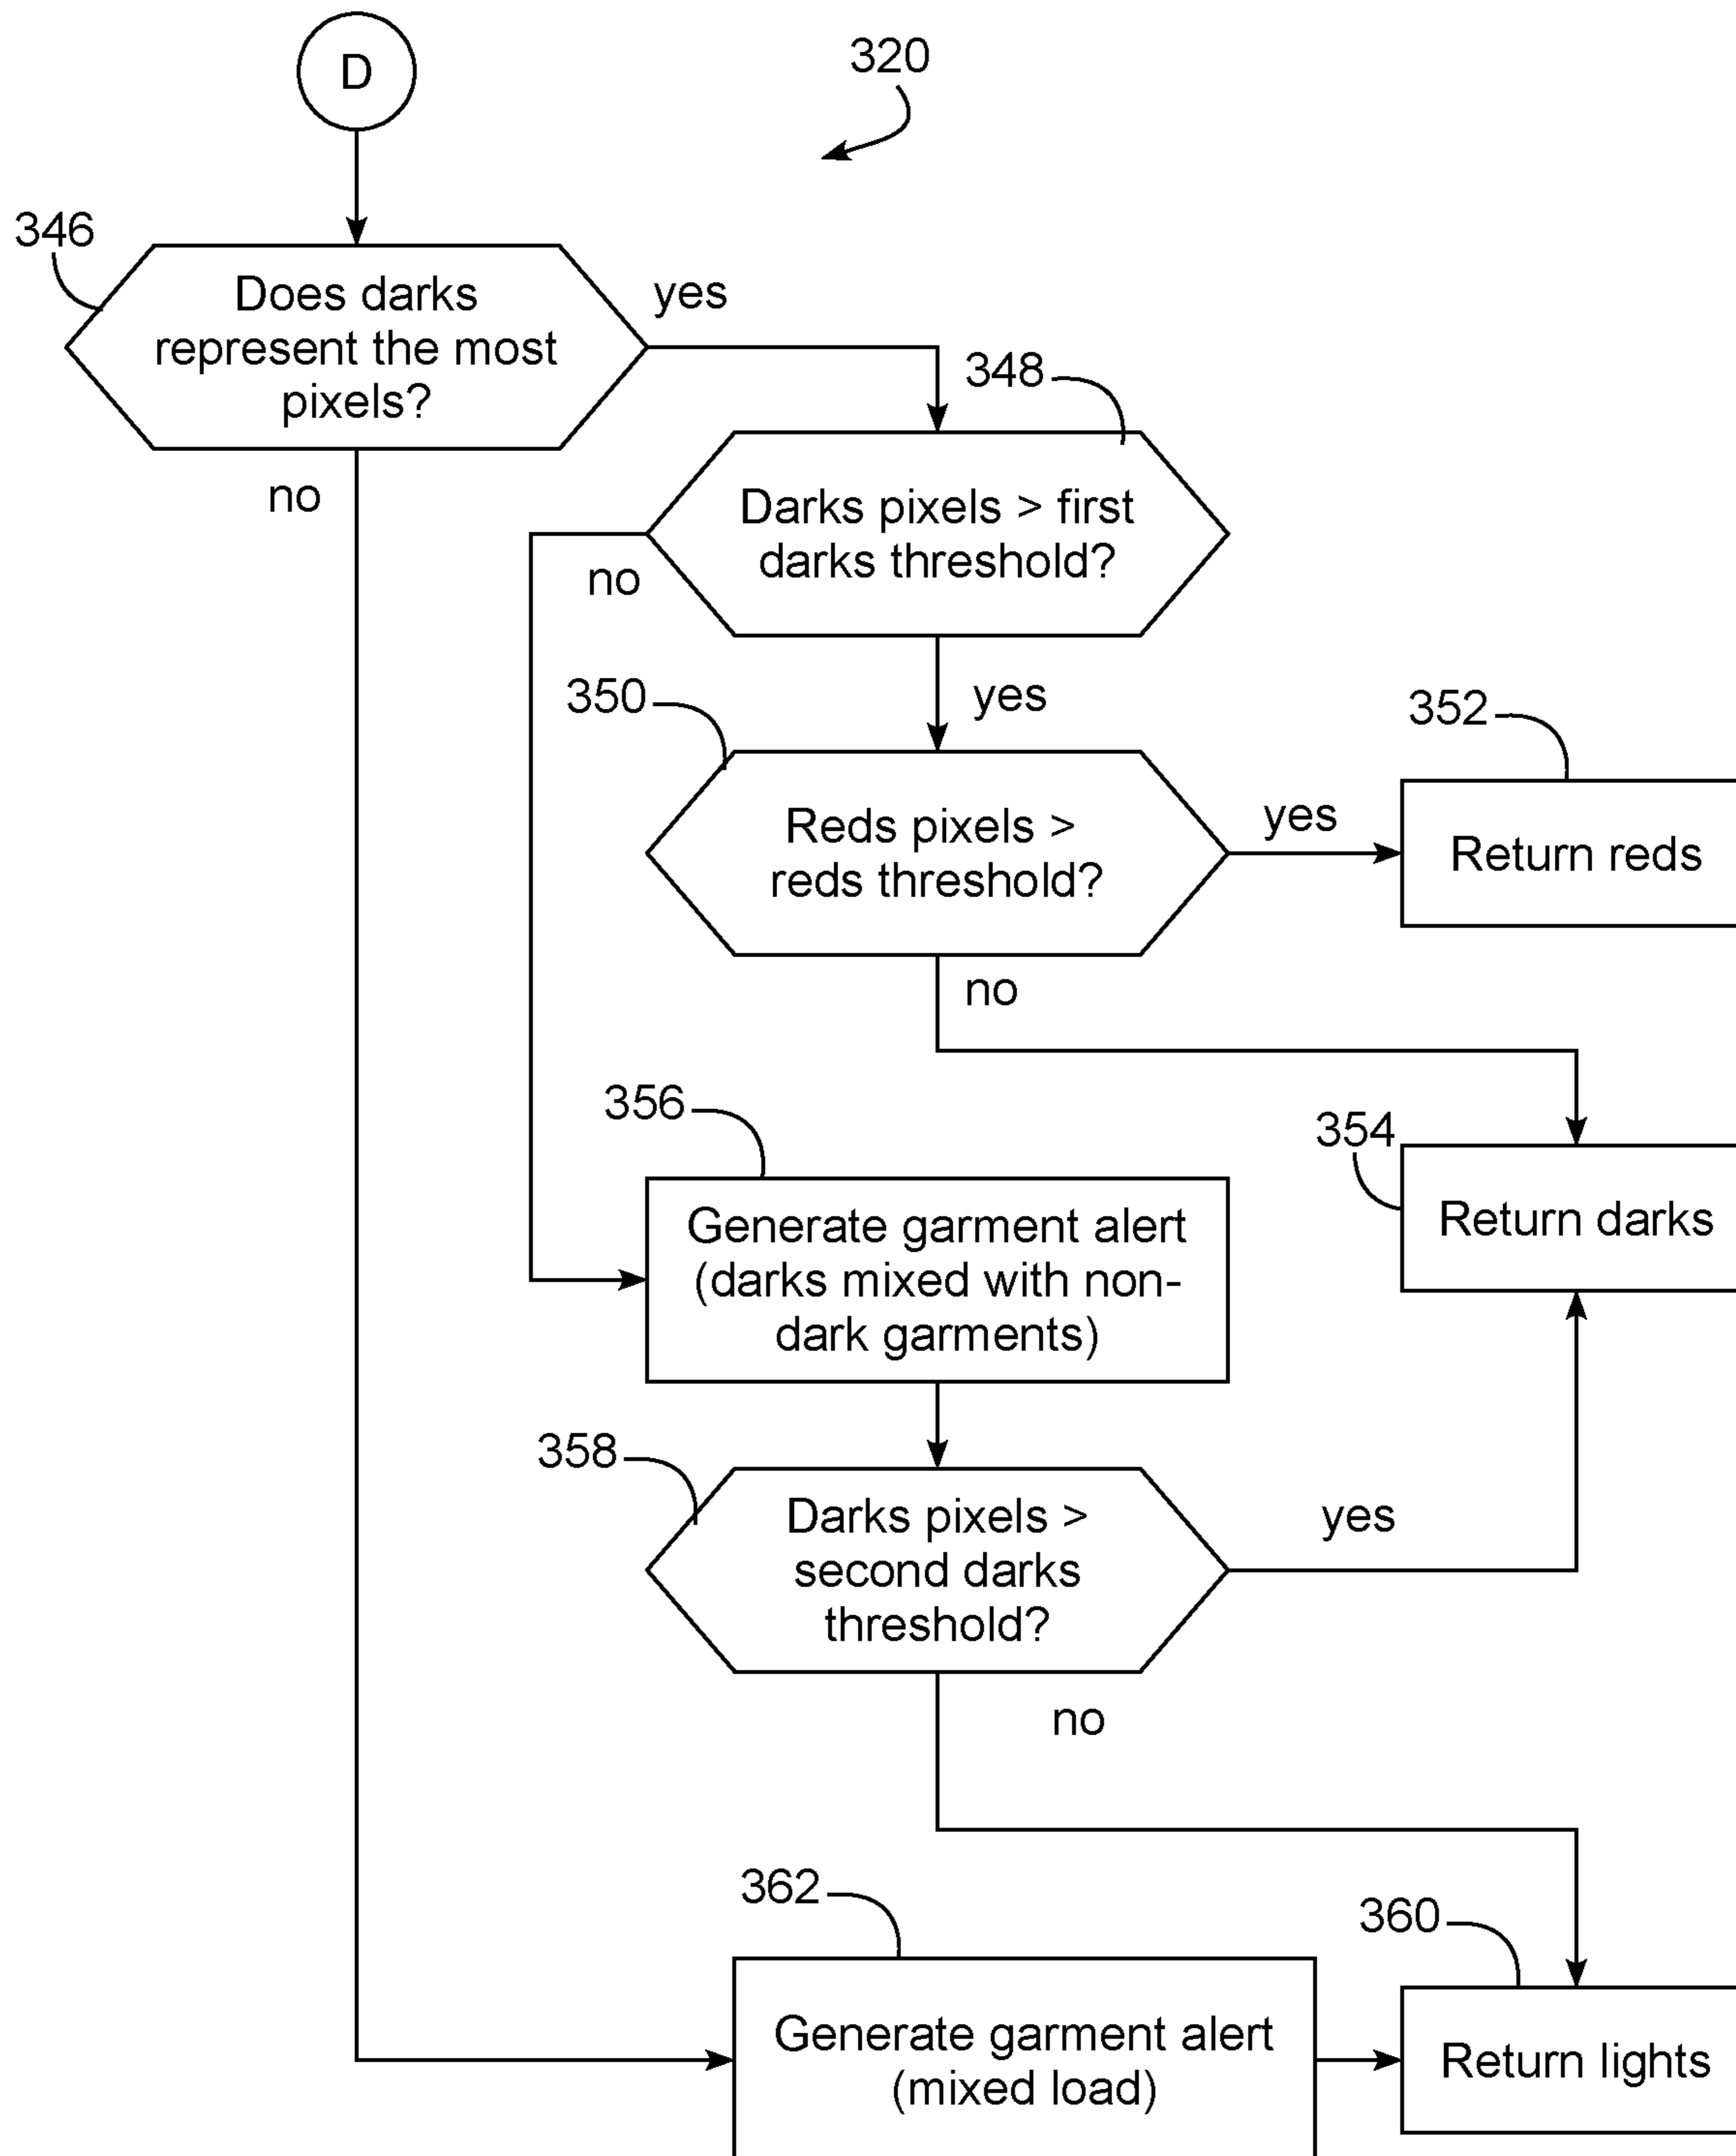 D
320
346
Does darks
represent the most
pixels?
yes
no
348
Darks pixels > first
darks threshold?
no
yes
350
Reds pixels >
reds threshold?
yes
352
Return reds
no
354
Return darks
356
Generate garment alert
(darks mixed with non-
dark garments)
358
Darks pixels >
second darks
threshold?
yes
no
362
Generate garment alert
(mixed load)
360
Return lights